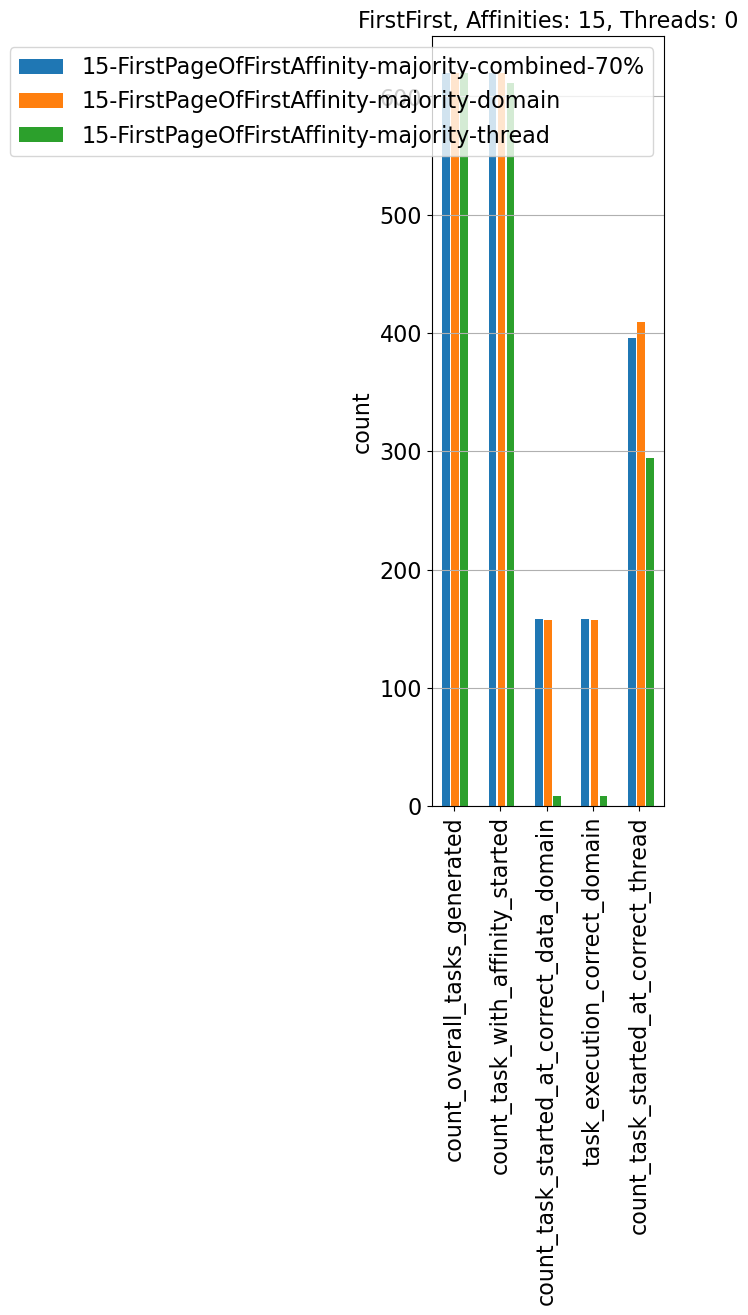 FirstFirst, Affinities: 15, Threads: 0
15-FirstPageOfFirstAffinity-majority-combined-70%
15-FirstPageOfFirstAffinity-majority-domain
15-FirstPageOfFirstAffinity-majority-thread
600
500
400
300
200
100
0
count
count_overall_tasks_generated
count_task_with_affinity_started
count_task_started_at_correct_data_domain
task_execution_correct_domain
count_task_started_at_correct_thread